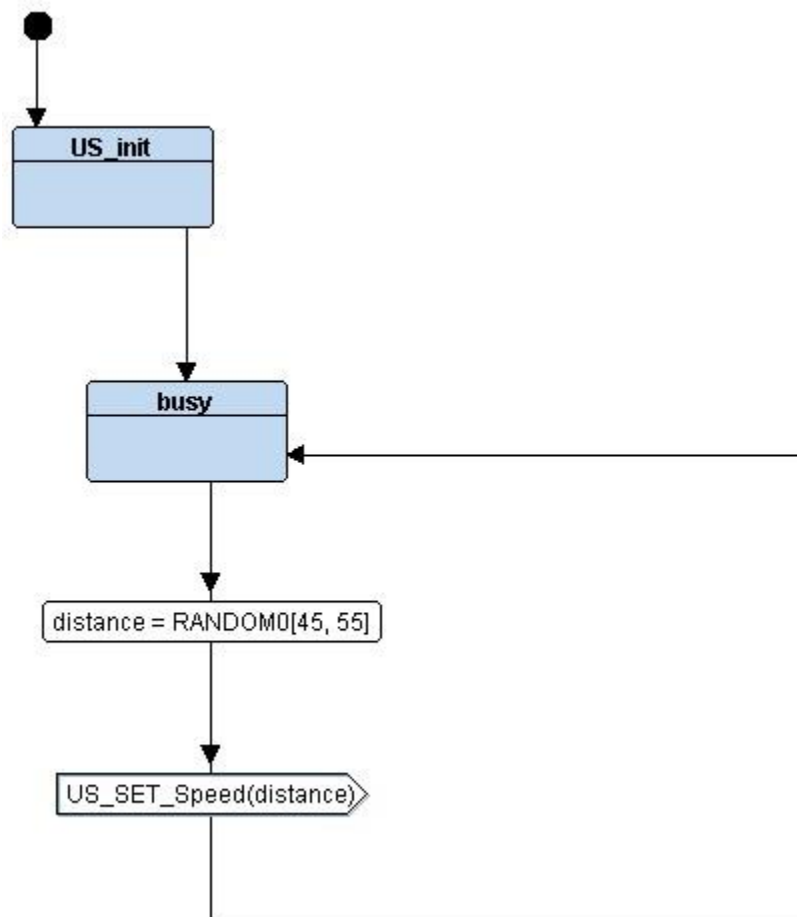 US_init
busy
distance = RANDOM0[45, 55]
US_SET_Speed(distance)